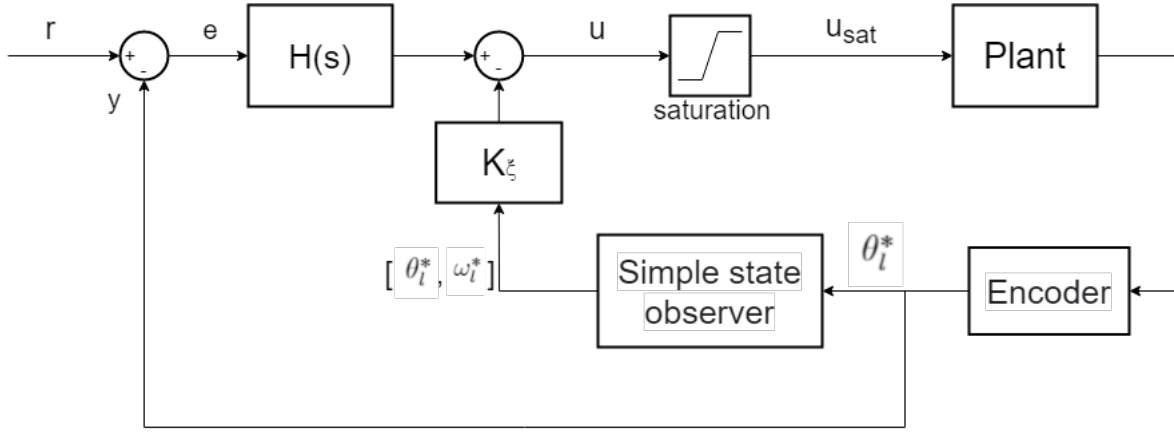 r
+
-
e
H(s)
+
-
u
saturation
u_sat
Plant
y
K_ξ
[ θ_l^* , ω_l^* ]
Simple state
observer
θ_l^*
Encoder